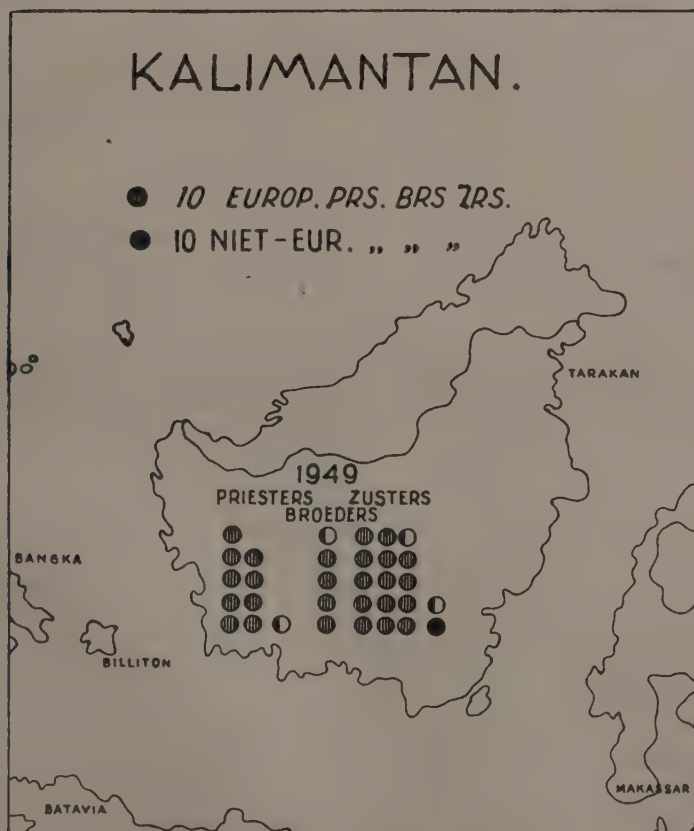 KALIMANTAN.
10 EUROP. PRS. BRS ZRS.
10 NIET-EUR. „ „ „
TARAKAN
1949
PRIESTERS ZUSTERS
BROEDERS
BANGKA
BILLITON
MAKASSAR
BATAVIA